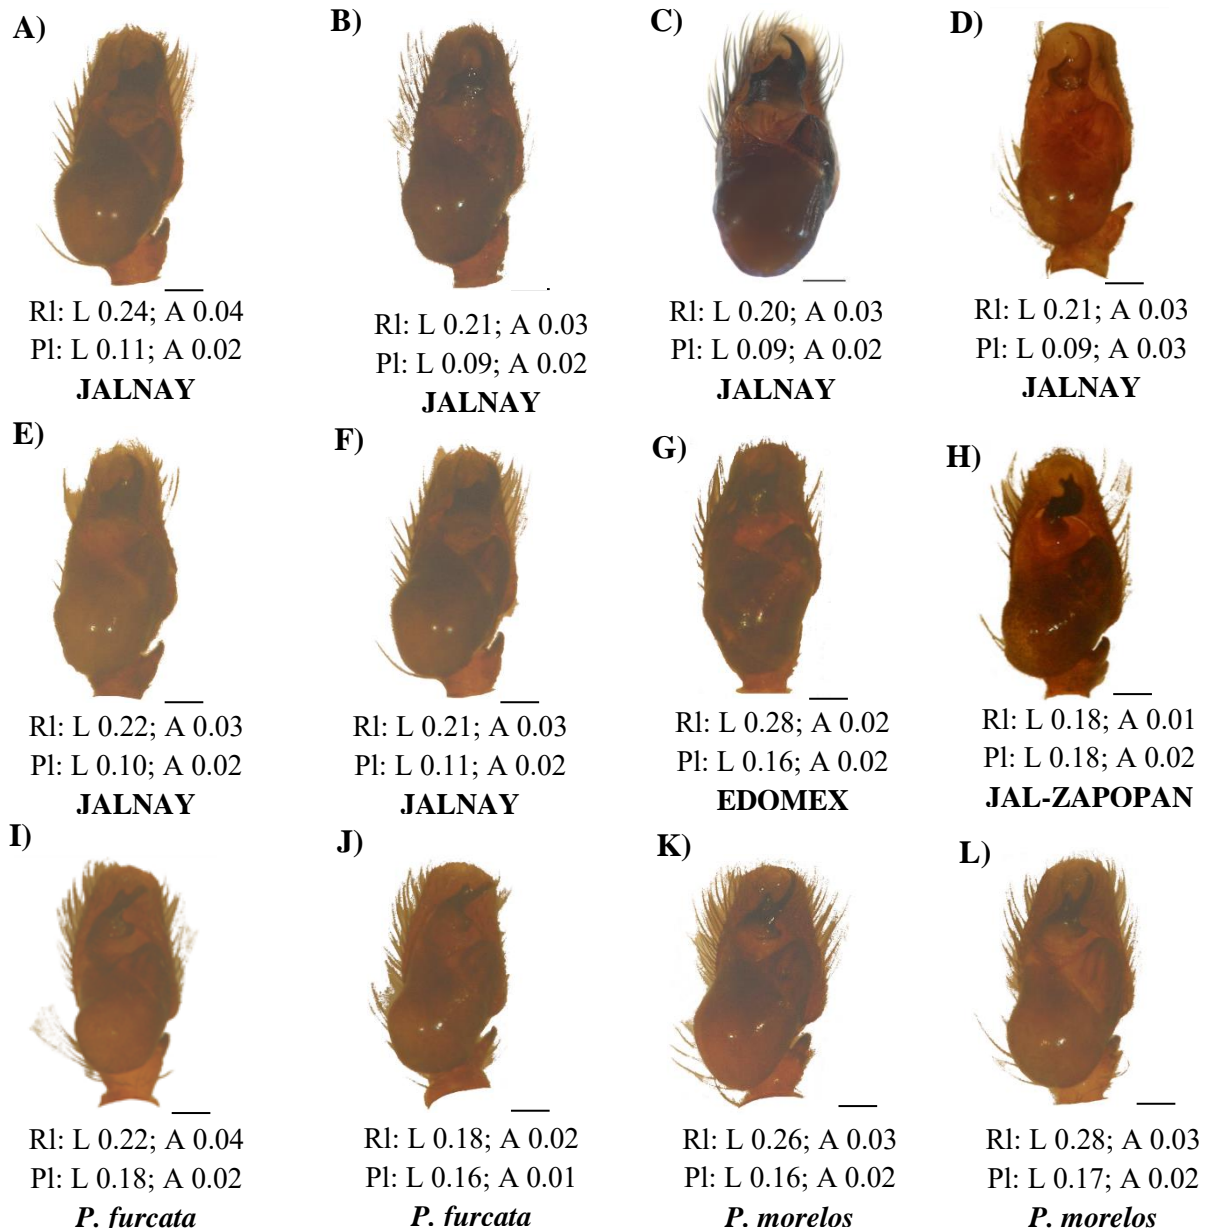 A)
Rl: L 0.24; A 0.04
Pl: L 0.11; A 0.02
JALNAY
B)
Rl: L 0.21; A 0.03
Pl: L 0.09; A 0.02
JALNAY
C)
Rl: L 0.20; A 0.03
Pl: L 0.09; A 0.02
JALNAY
D)
Rl: L 0.21; A 0.03
Pl: L 0.09; A 0.03
JALNAY
E)
Rl: L 0.22; A 0.03
Pl: L 0.10; A 0.02
JALNAY
F)
Rl: L 0.21; A 0.03
Pl: L 0.11; A 0.02
JALNAY
G)
Rl: L 0.28; A 0.02
Pl: L 0.16; A 0.02
EDOMEX
H)
Rl: L 0.18; A 0.01
Pl: L 0.18; A 0.02
JAL-ZAPOPAN
I)
Rl: L 0.22; A 0.04
Pl: L 0.18; A 0.02
P. furcata
J)
Rl: L 0.18; A 0.02
Pl: L 0.16; A 0.01
P. furcata
K)
Rl: L 0.26; A 0.03
Pl: L 0.16; A 0.02
P. morelos
L)
Rl: L 0.28; A 0.03
Pl: L 0.17; A 0.02
P. morelos